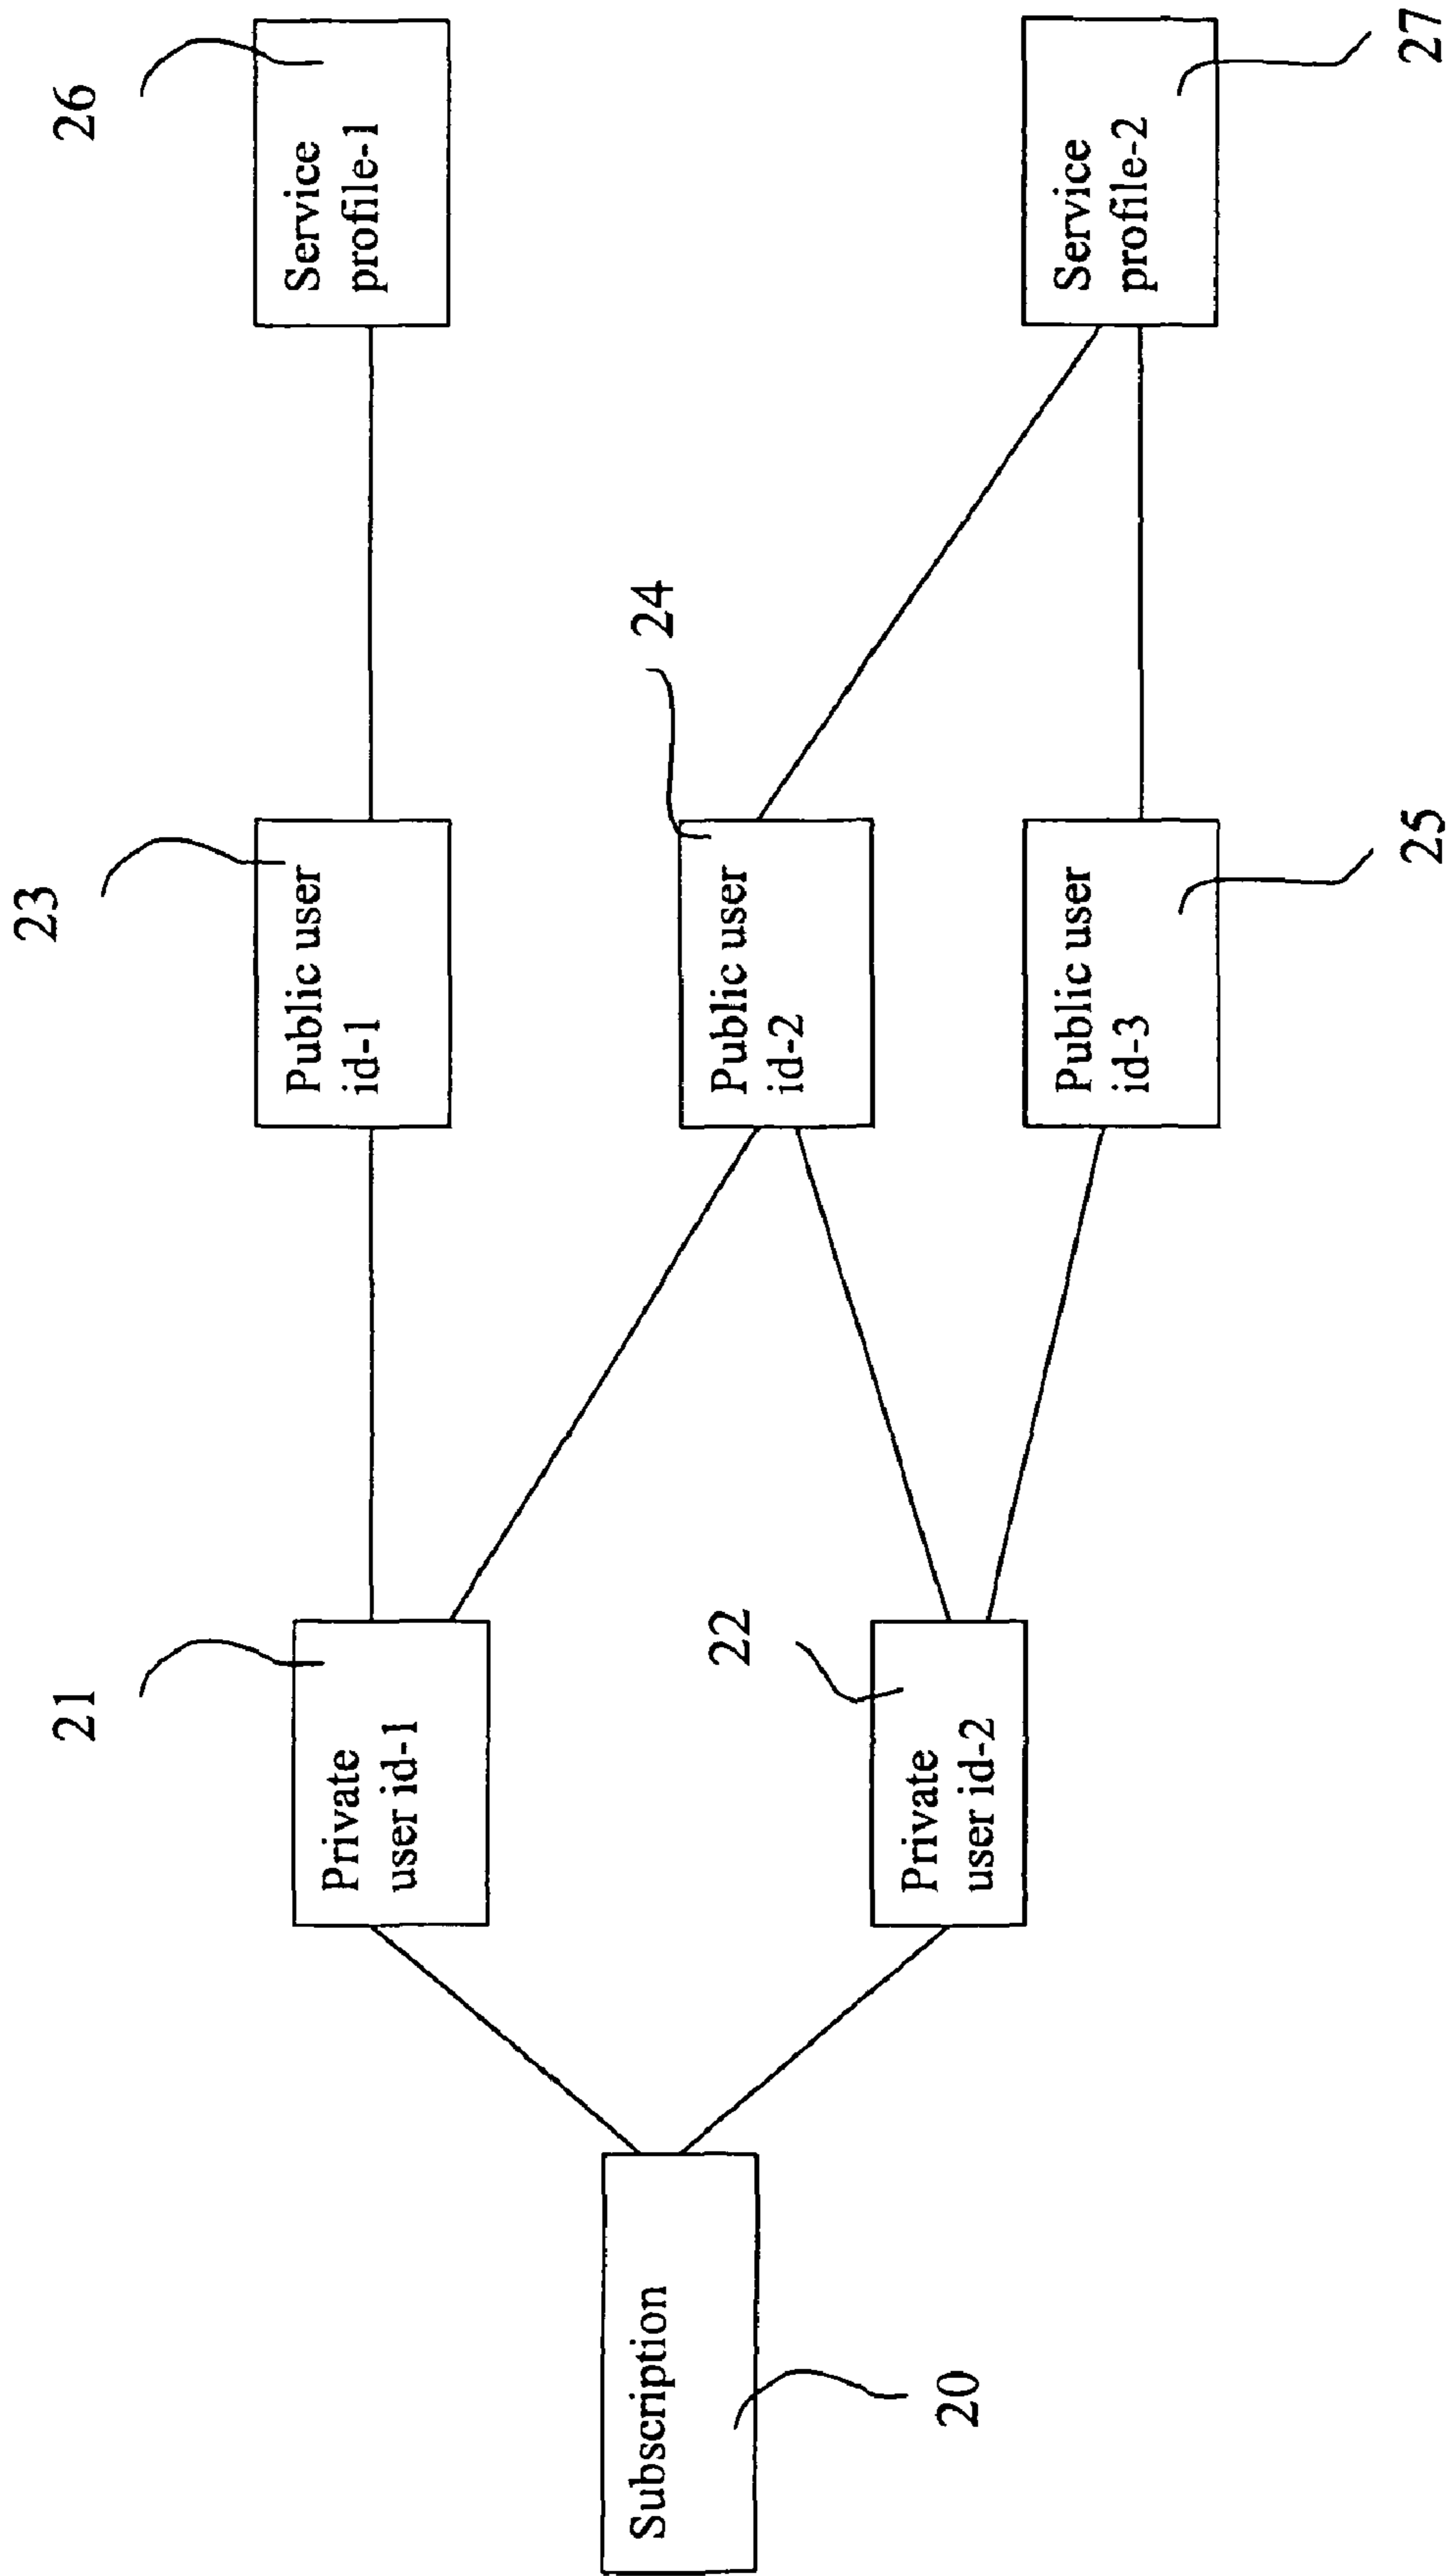 Subscription
20
21
Private
user id-1
22
Private
user id-2
23
Public user
id-1
24
Public user
id-2
Public user
id-3
25
26
Service
profile-1
Service
profile-2
27